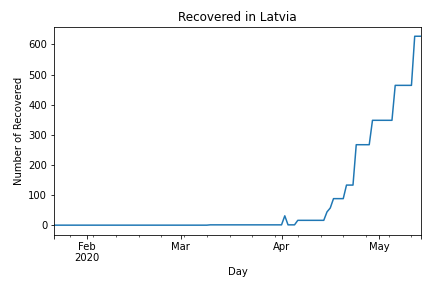 Recovered in Latvia
Number of Recovered
600
500
400
300
200
100
0
Feb
2020
Mar
Apr
May
Day